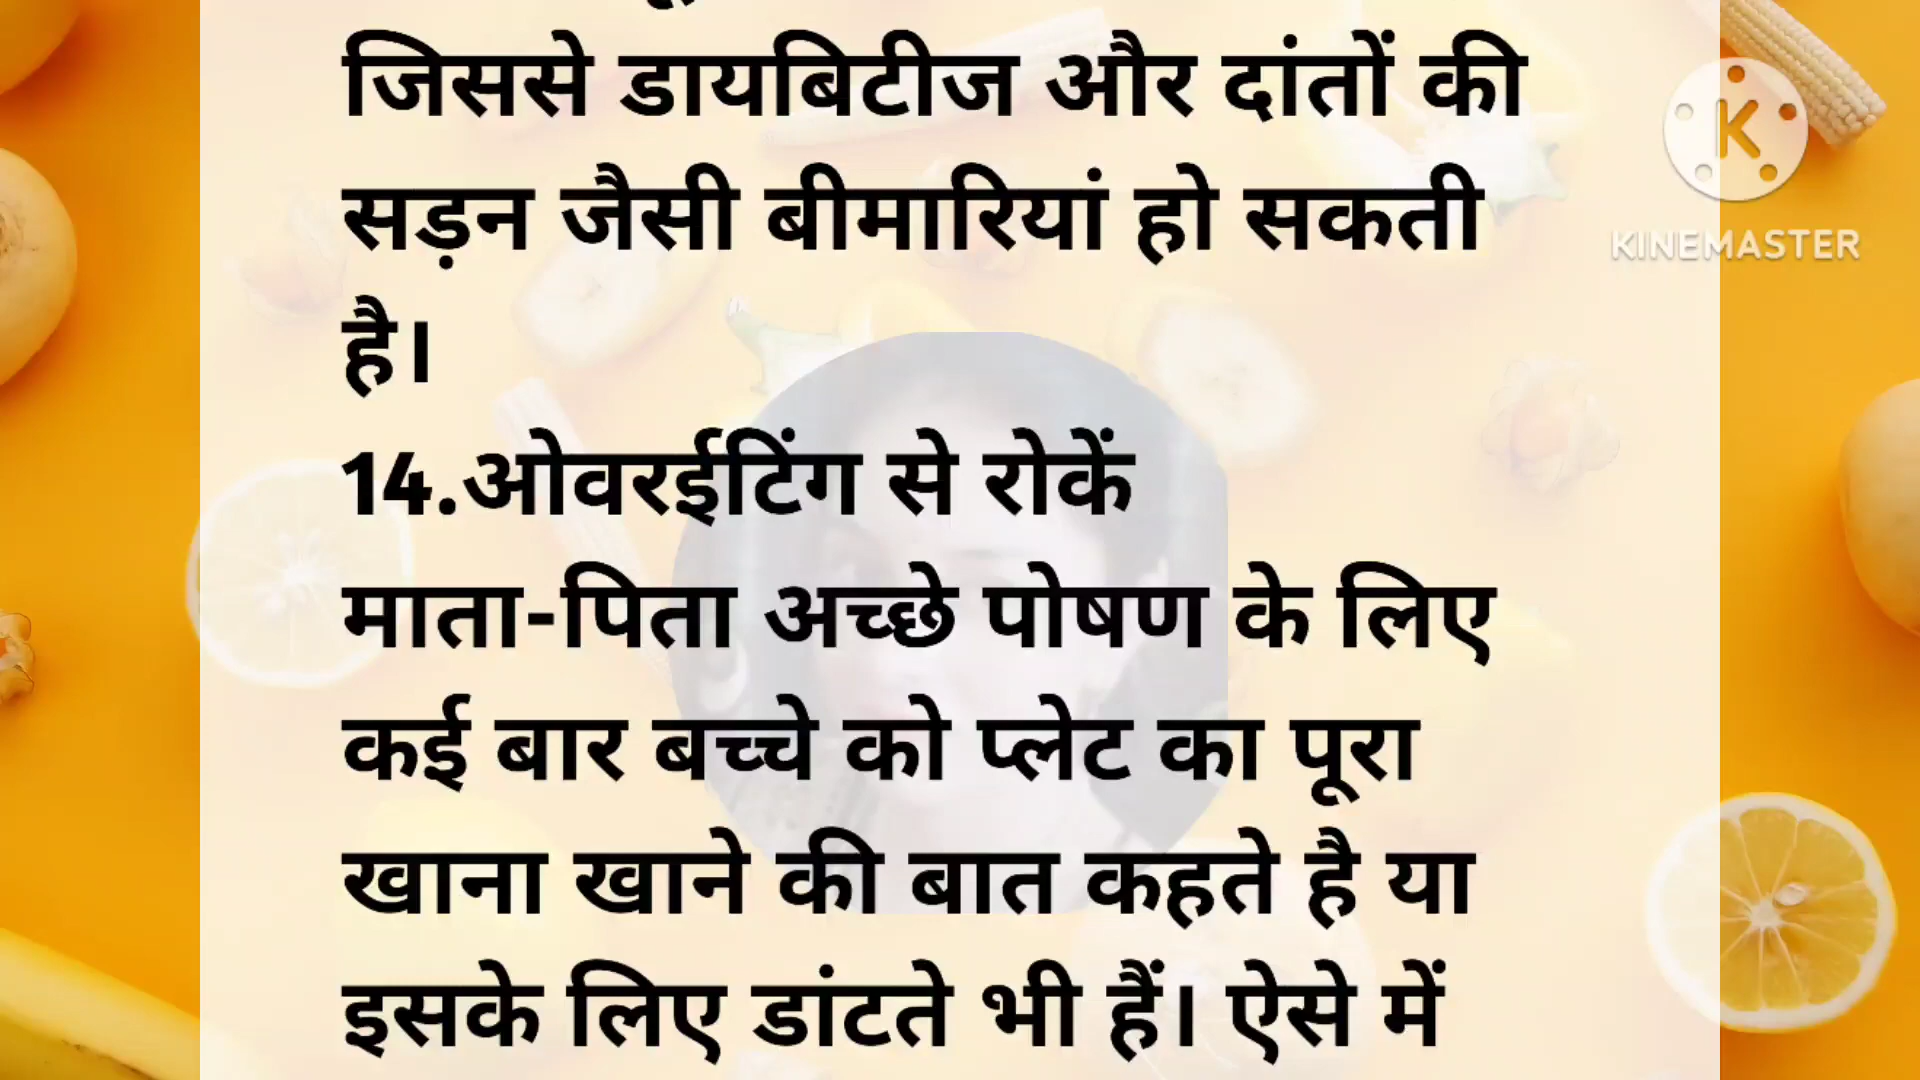 जिससे डायबिटीज और दांतों की
सड़न जैसी बीमारियां हो सकती
है।
14.ओवरईटिंग से रोकें
माता-पिता अच्छे पोषण के लिए
कई बार बच्चे को प्लेट का पूरा
खाना खाने की बात कहते है या
इसके लिए डांटते भी हैं। ऐसे में
K
KINEMASTER